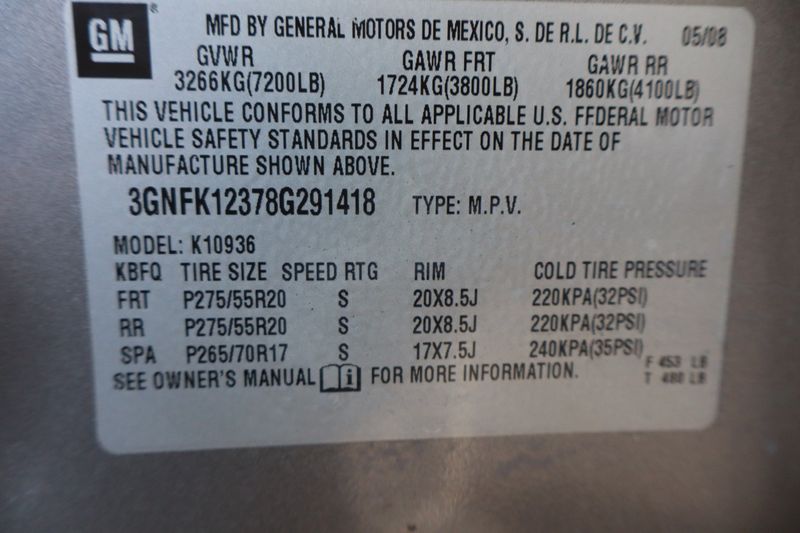 GM
MFD BY GENERAL MOTORS DE MEXICO, S. DE R.L. DE C.V. 05/08
GVWR GAWR FRT GAWR RR
3266KG(7200LB) 1724KG(3800LB) 1860KG(4100LB)
THIS VEHICLE CONFORMS TO ALL APPLICABLE U.S. FFDERAL MOTOR
VEHICLE SAFETY STANDARDS IN EFFECT ON THE DATE OF
MANUFACTURE SHOWN ABOVE.
3GNFK12378G291418 TYPE: M.P.V.
MODEL: K10936
KBFQ TIRE SIZE SPEED RTG RIM COLD TIRE PRESSURE
FRT P275/55R20 S 20X8.5J 220KPA(32PSI)
RR P275/55R20 S 20X8.5J 220KPA(32PSI)
SPA P265/70R17 S 17X7.5J 240KPA(35PSI)
SEE OWNER'S MANUAL i FOR MORE INFORMATION.
F 453 LB
T 480 LB